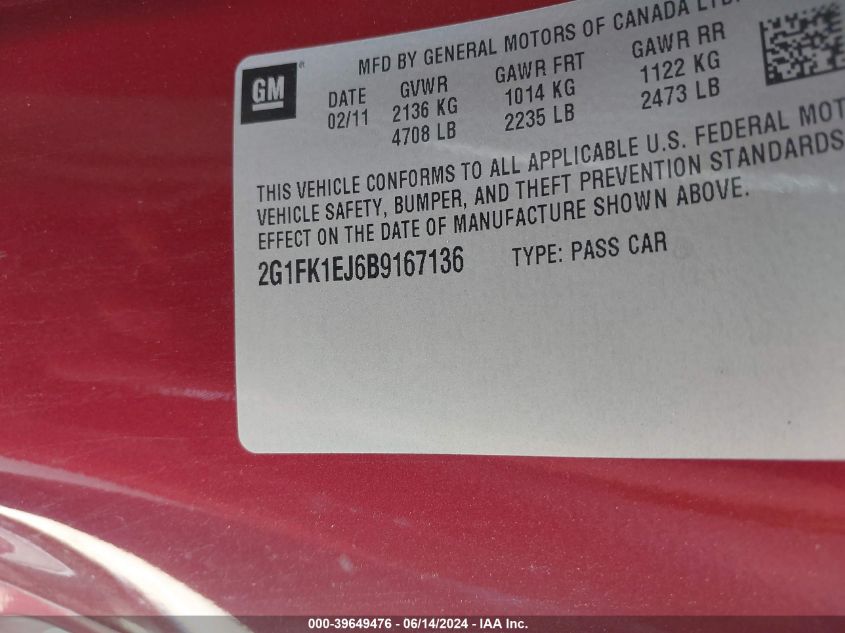 MFD BY GENERAL MOTORS OF CANADA LTD.
GM
DATE GVWR GAWR FRT GAWR RR
02/11 2136 KG 1014 KG 1122 KG
4708 LB 2235 LB 2473 LB
THIS VEHICLE CONFORMS TO ALL APPLICABLE U.S. FEDERAL MOT
VEHICLE SAFETY, BUMPER, AND THEFT PREVENTION STANDARDS
EFFECT ON THE DATE OF MANUFACTURE SHOWN ABOVE.
2G1FK1EJ6B9167136 TYPE: PASS CAR
000-39649476 - 06/14/2024 - IAA Inc.